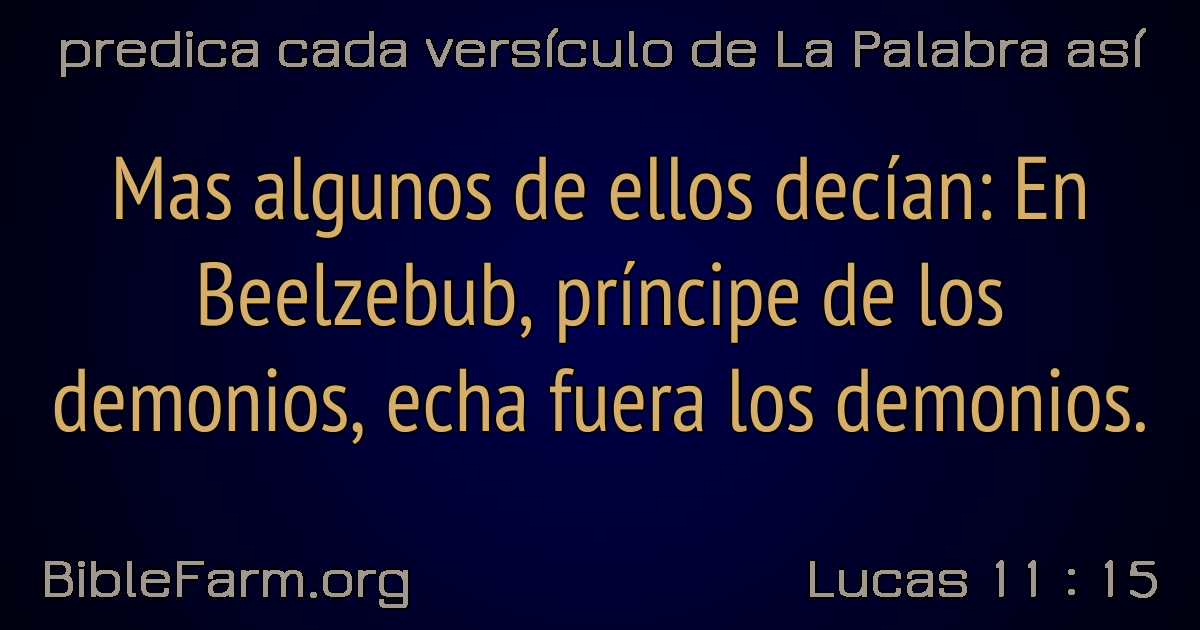 predica cada versículo de La Palabra así
Mas algunos de ellos decían: En
Beelzebub, príncipe de los
demonios, echa fuera los demonios.
BibleFarm.org
Lucas 11 : 15